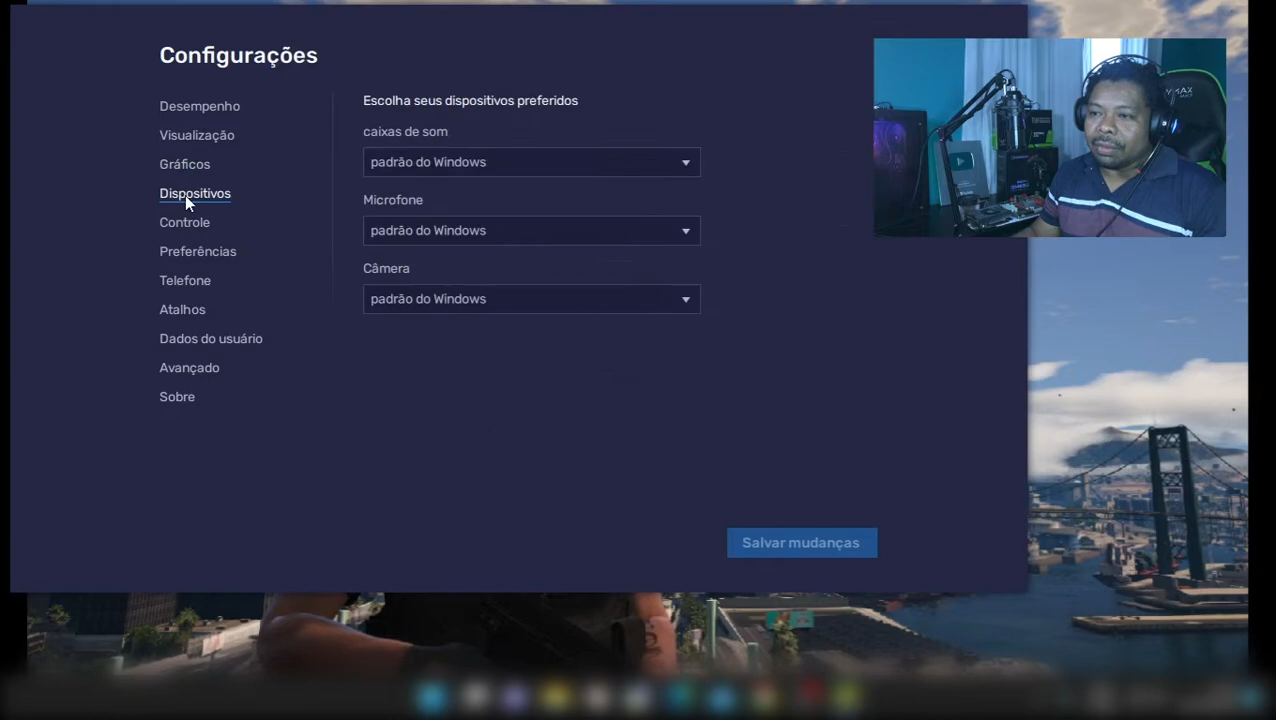 Configurações
Desempenho
Visualização
Gráficos
Dispositivos
Controle
Preferências
Telefone
Atalhos
Dados do usuário
Avançado
Sobre
Escolha seus dispositivos preferidos
caixas de som
padrão do Windows
Microfone
padrão do Windows
Câmera
padrão do Windows
Salvar mudanças